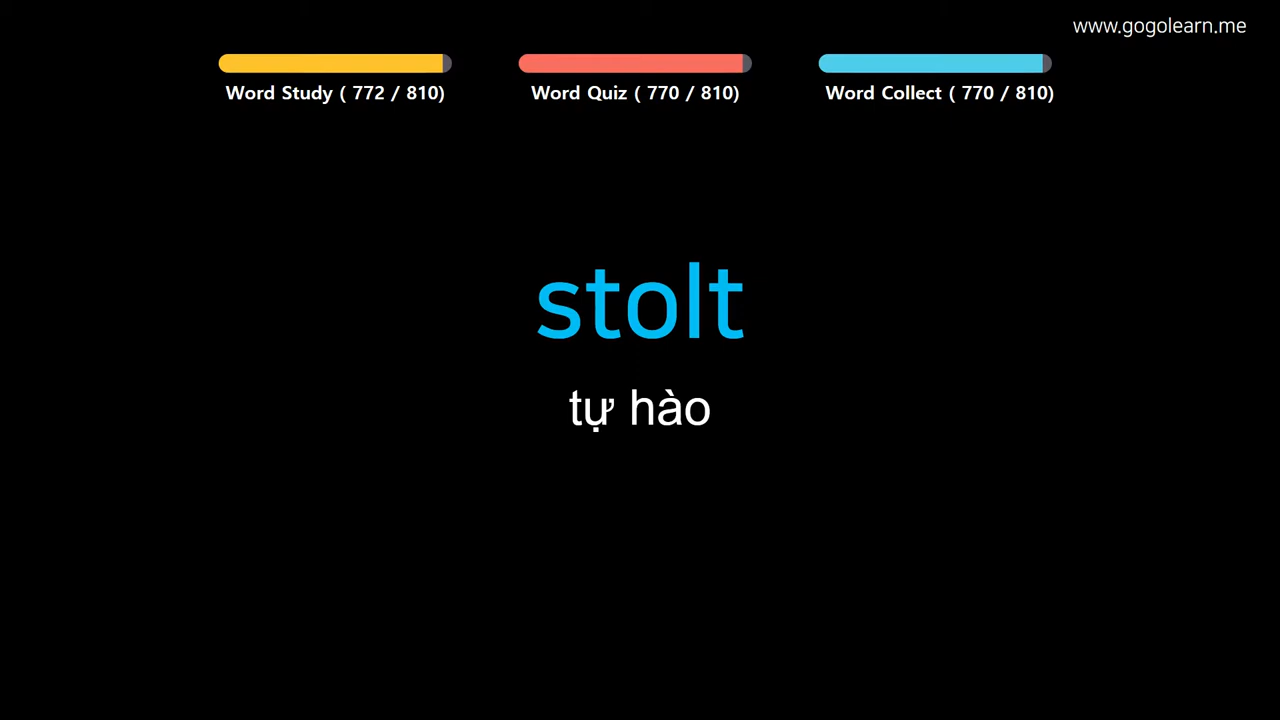 www.gogolearn.me
Word Study ( 772 / 810)
Word Quiz ( 770 / 810)
Word Collect ( 770 / 810)
stolt
tự hào